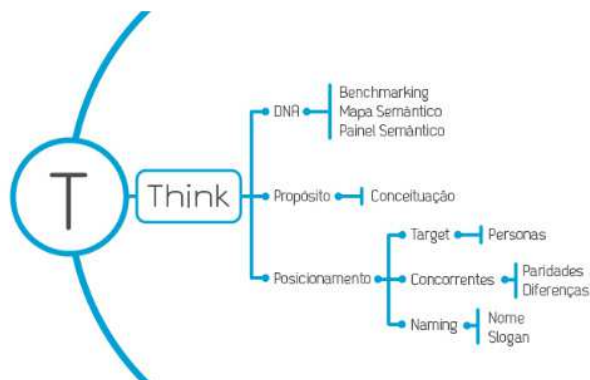 T
Think
DNA
Benchmarking
Mapa Semântico
Painel Semântico
Propósito
Conceituação
Posicionamento
Target
Personas
Concorrentes
Paridades
Diferenças
Naming
Nome
Slogan